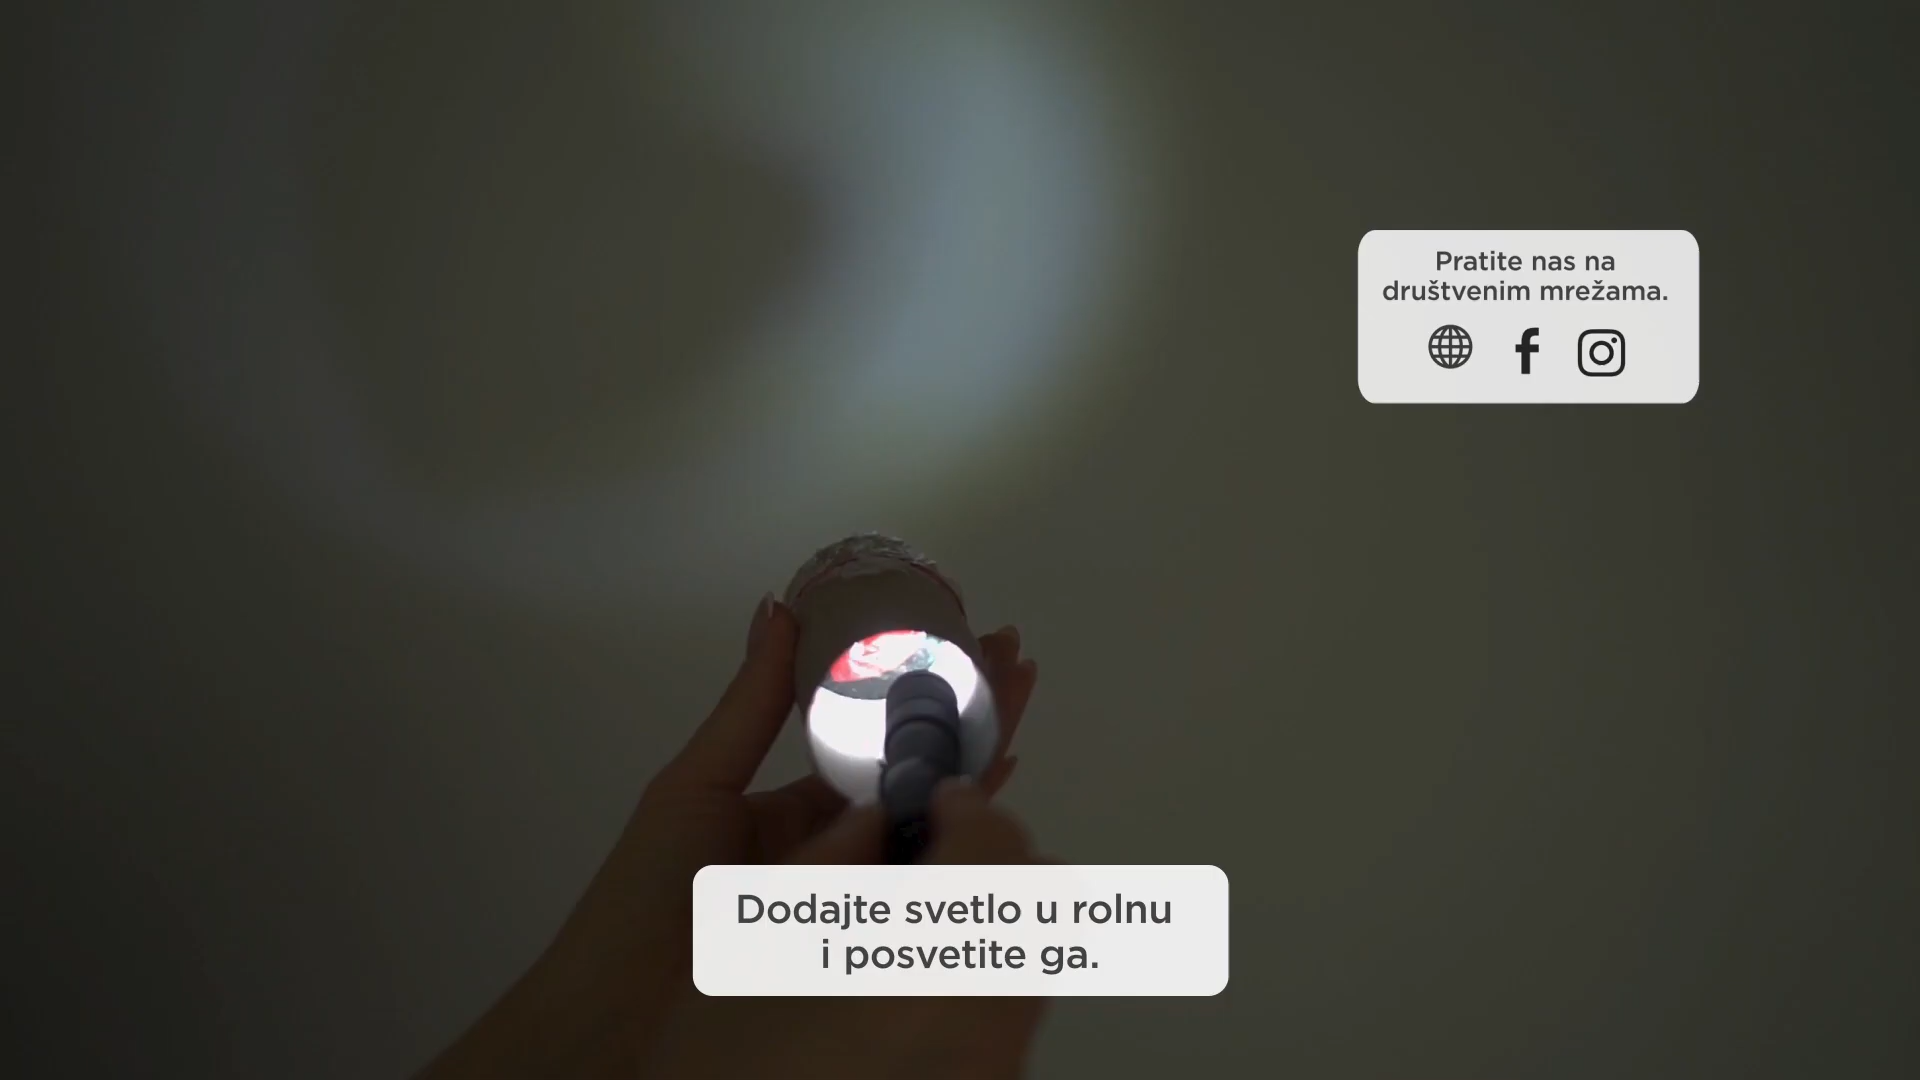 Pratite nas na
društvenim mrežama.
Dodajte svetlo u rolnu
i posvetite ga.